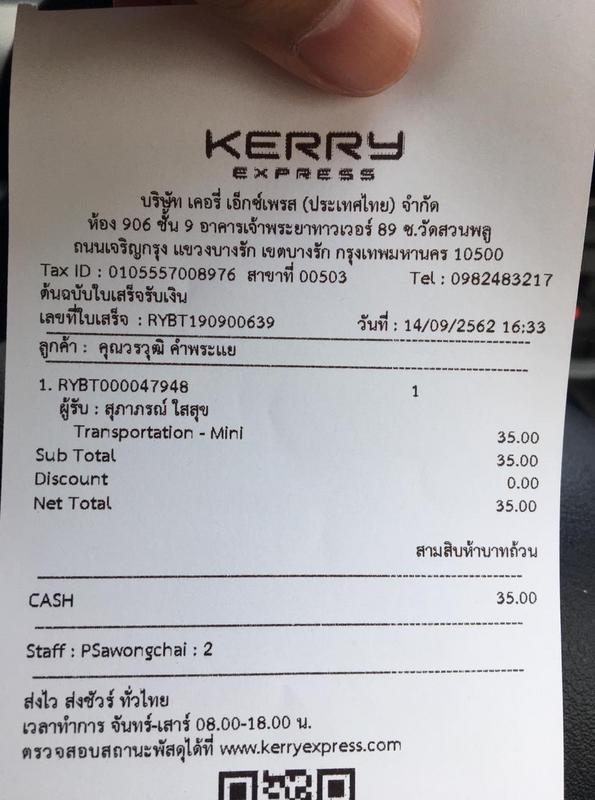 KERRY
EXPRESS
บริษัท เคอรี่ เอ็กซ์เพรส (ประเทศไทย) จำกัด
ห้อง 906 ชั้น 9 อาคารเจ้าพระยาทาวเวอร์ 89 ซ.วัดสวนพลู
ถนนเจริญกรุง แขวงบางรัก เขตบางรัก กรุงเทพมหานคร 10500
Tax ID : 0105557008976 สาขาที่ 00503 Tel : 0982483217
ต้นฉบับใบเสร็จรับเงิน
เลขที่ใบเสร็จ : RYBT190900639 วันที่ : 14/09/2562 16:33
ลูกค้า : คุณวรวุฒิ คำพระแย
1. RYBT000047948 1
ผู้รับ : สุภาภรณ์ ใสสุข
Transportation - Mini 35.00
Sub Total 35.00
Discount 0.00
Net Total 35.00
สามสิบห้าบาทถ้วน
CASH 35.00
Staff : PSawongchai : 2
ส่งไว ส่งชัวร์ ทั่วไทย
เวลาทำการ จันทร์-เสาร์ 08.00-18.00 น.
ตรวจสอบสถานะพัสดุได้ที่ www.kerryexpress.com